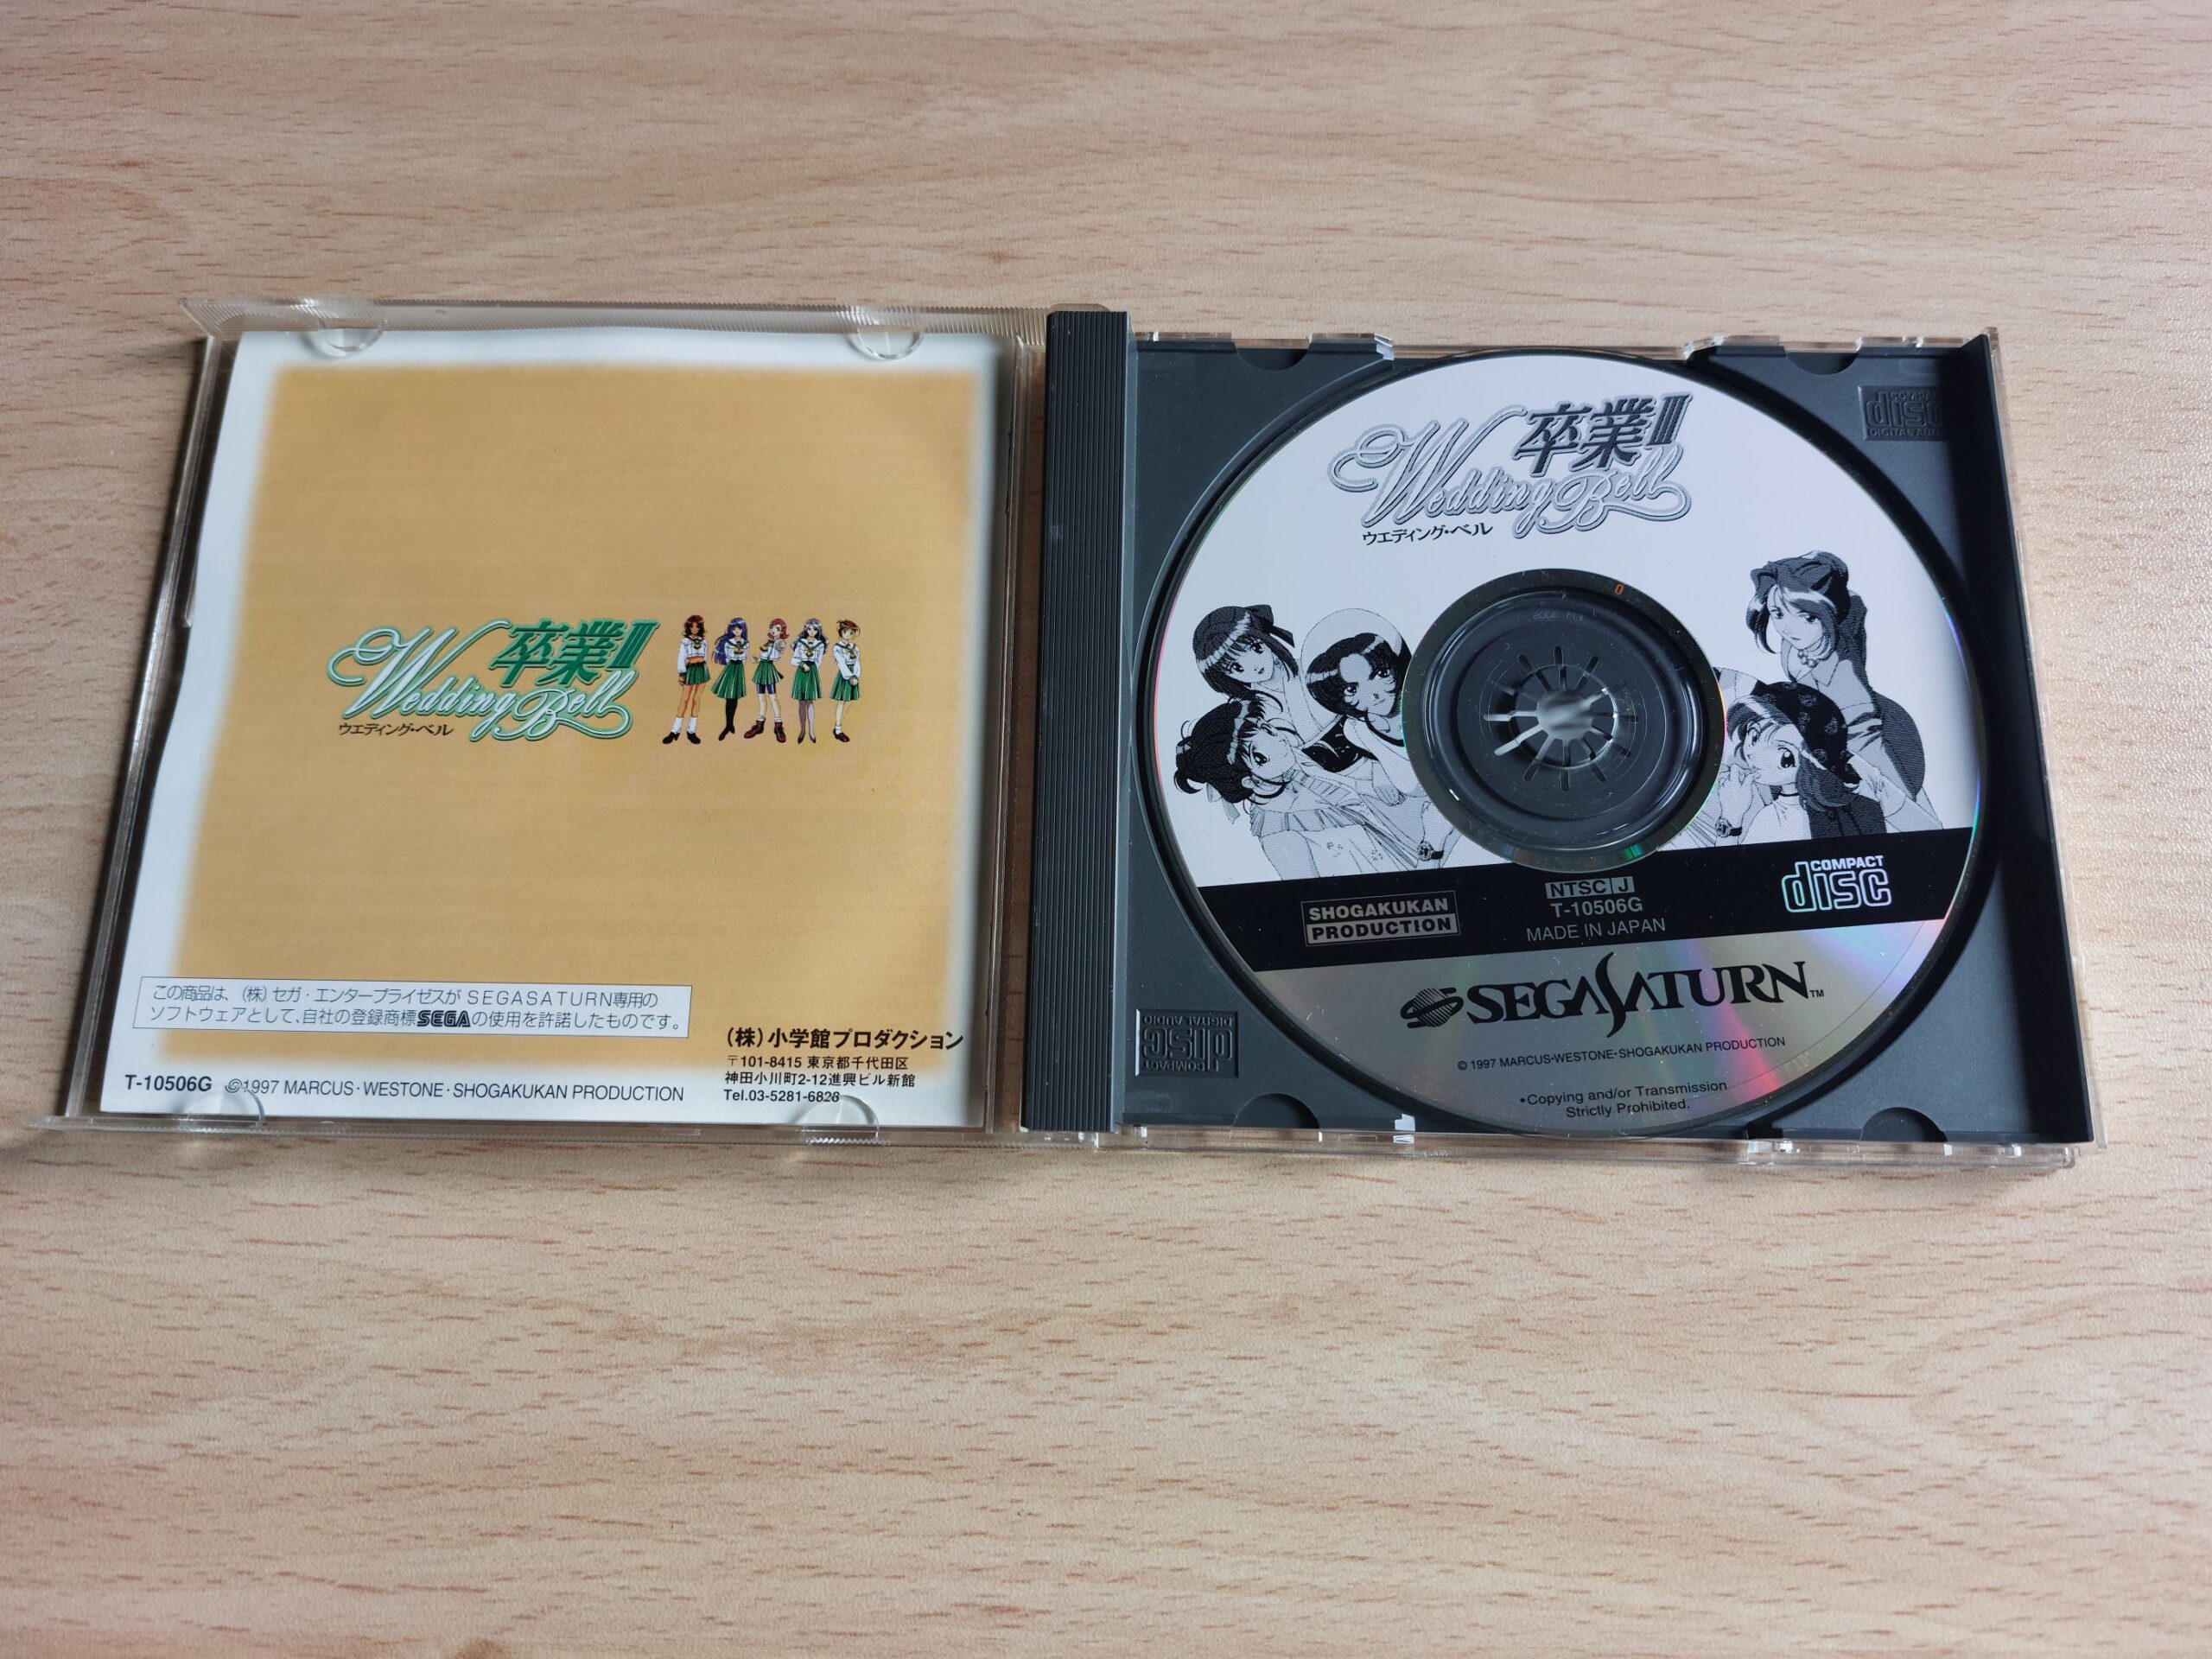 卒業Ⅲ
Wedding Bell
ウエディング・ベル
この商品は、（株）セガ・エンタープライゼスがSEGASATURN専用の
ソフトウェアとして、自社の登録商標SEGAの使用を許諾したものです。
（株）小学館プロダクション
〒101-8415 東京都千代田区
神田小川町2-12進興ビル新館
Tel.03-5281-6826
T-10506G ©1997 MARCUS・WESTONE・SHOGAKUKAN PRODUCTION
卒業Ⅲ
Wedding Bell
ウエディング・ベル
SHOGAKUKAN
PRODUCTION
NTSC J
T-10506G
MADE IN JAPAN
COMPACT
disc
SEGA SATURN™
© 1997 MARCUS・WESTONE・SHOGAKUKAN PRODUCTION
•Copying and/or Transmission
Strictly Prohibited.
COMPACT
disc
DIGITAL AUDIO
COMPACT
disc
DIGITAL AUDIO